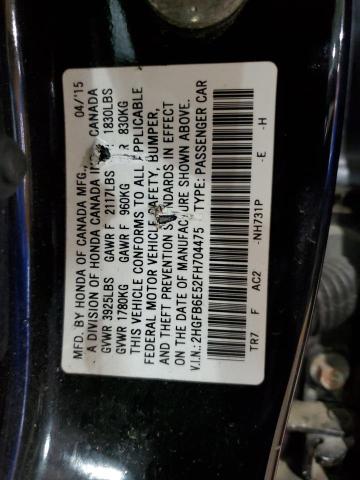 MFD. BY HONDA OF CANADA MFG., 04/'15
A DIVISION OF HONDA CANADA CANADA
GVWR 3925LBS GAWR F 2117LBS 1830LBS
GVWR 1780KG GAWR F 960KG R 830KG
THIS VEHICLE CONFORMS TO ALL APPLICABLE
FEDERAL MOTOR VEHICLE SAFETY, BUMPER,
AND THEFT PREVENTION STANDARDS IN EFFECT
ON THE DATE OF MANUFACTURE SHOWN ABOVE.
V.I.N.: 2HGFB6E52FH704475 TYPE: PASSENGER CAR
TR7 F AC2 -NH731P -E -H